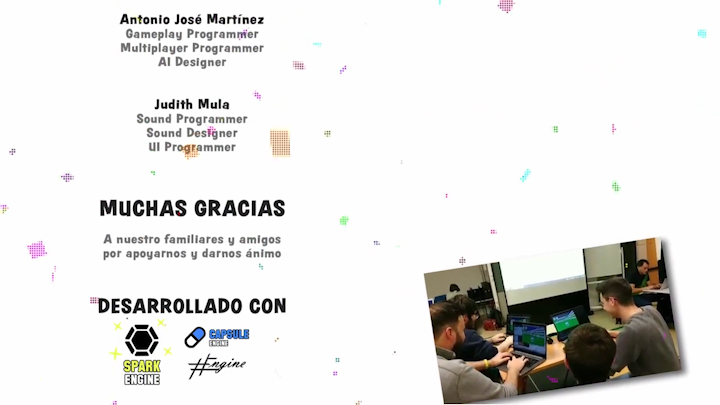 Antonio José Martínez
Gameplay Programmer
Multiplayer Programmer
AI Designer
Judith Mula
Sound Programmer
Sound Designer
UI Programmer
MUCHAS GRACIAS
A nuestro familiares y amigos
por apoyarnos y darnos ánimo
DESARROLLADO CON
SPARK
ENGINE
CAPSULE
ENGINE
Hengine